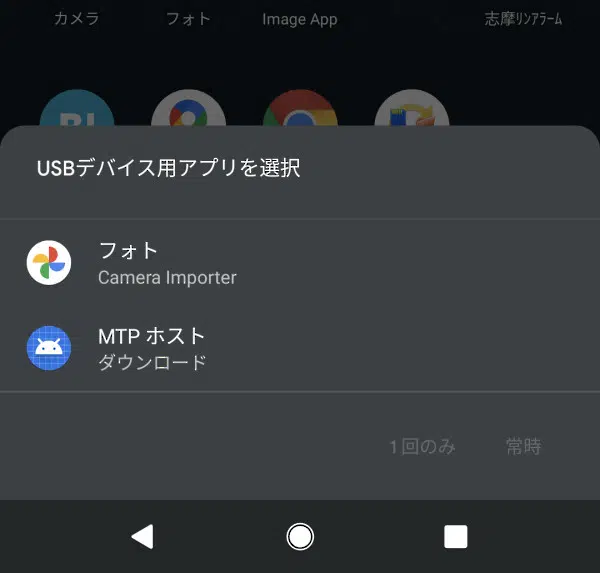 カメラ
フォト
Image App
志摩リンアラーム
USBデバイス用アプリを選択
フォト
Camera Importer
MTP ホスト
ダウンロード
1回のみ
常時